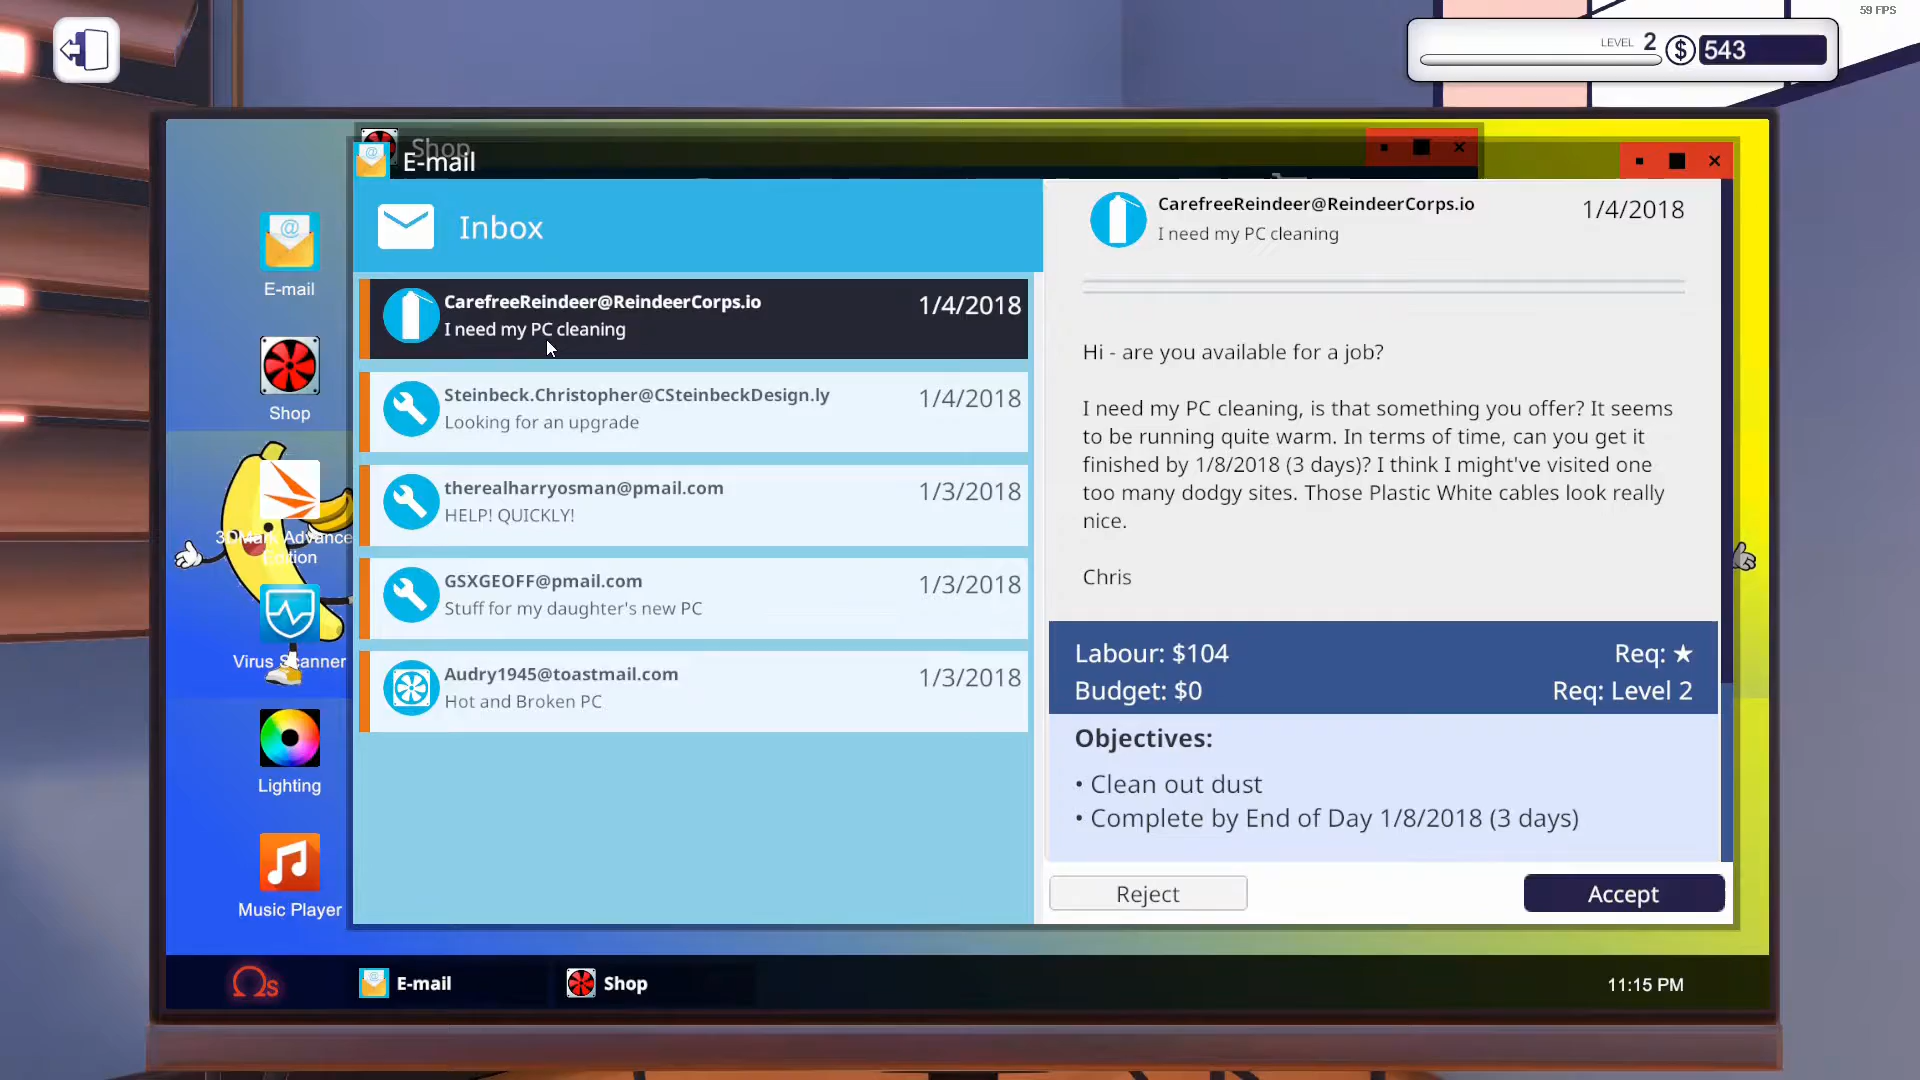 59 FPS
LEVEL 2
$ 543
Shop
E-mail
Inbox
CarefreeReindeer@ReindeerCorps.io
1/4/2018
I need my PC cleaning
Steinbeck.Christopher@CSteinbeckDesign.ly
1/4/2018
Looking for an upgrade
therealharryosman@pmail.com
1/3/2018
HELP! QUICKLY!
GSXGEOFF@pmail.com
1/3/2018
Stuff for my daughter's new PC
Audry1945@toastmail.com
1/3/2018
Hot and Broken PC
CarefreeReindeer@ReindeerCorps.io
1/4/2018
I need my PC cleaning
Hi - are you available for a job?
I need my PC cleaning, is that something you offer? It seems
to be running quite warm. In terms of time, can you get it
finished by 1/8/2018 (3 days)? I think I might've visited one
too many dodgy sites. Those Plastic White cables look really
nice.
Chris
Labour: $104
Req: ★
Budget: $0
Req: Level 2
Objectives:
• Clean out dust
• Complete by End of Day 1/8/2018 (3 days)
Reject
Accept
E-mail
Shop
3DMark Advance
Edition
Virus Scanner
Lighting
Music Player
Ωs
E-mail
Shop
11:15 PM